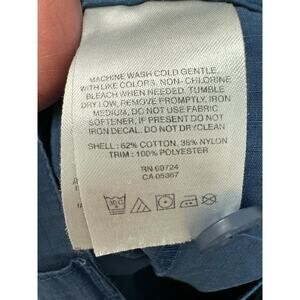 MACHINE WASH COLD GENTLE,
WITH LIKE COLORS. NON-CHLORINE
BLEACH WHEN NEEDED. TUMBLE
DRY LOW, REMOVE PROMPTLY, IRON
MEDIUM, DO NOT USE FABRIC
SOFTENER, IF PRESENT DO NOT
IRON DECAL. DO NOT DRYCLEAN
SHELL : 62% COTTON, 38% NYLON
TRIM : 100% POLYESTER
RN 69724
CA 05367